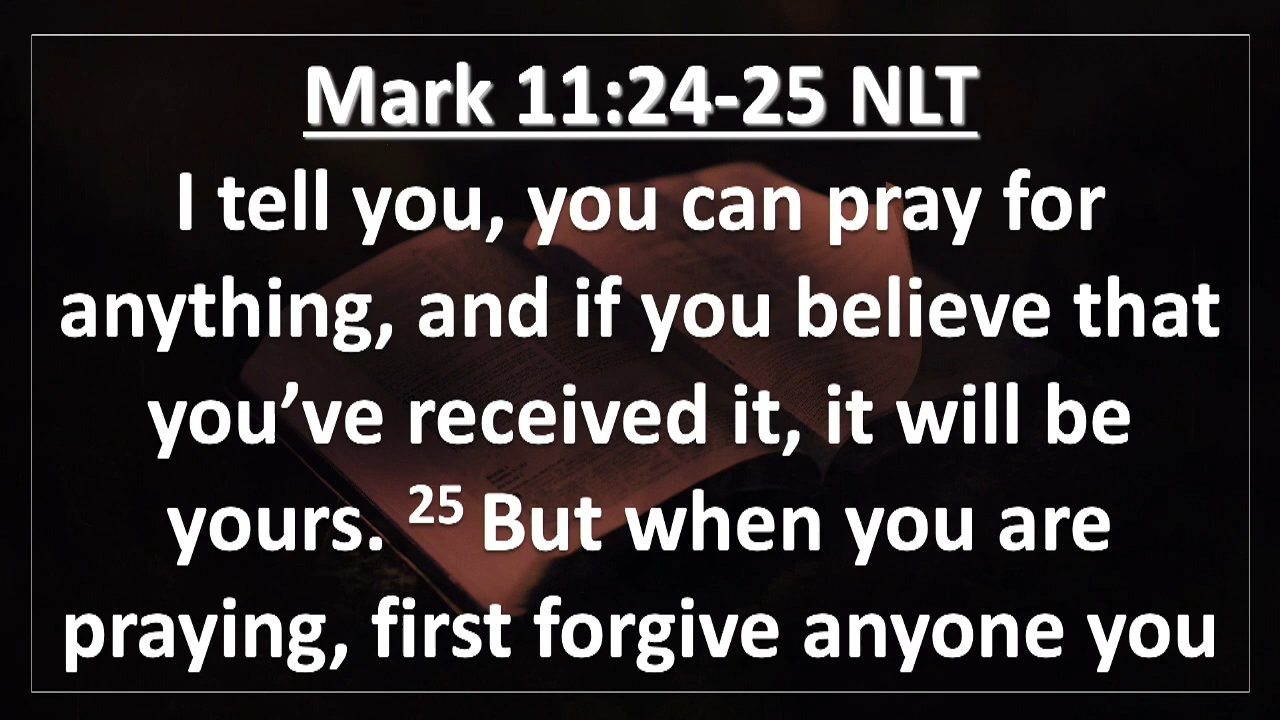 Mark 11:24-25 NLT
I tell you, you can pray for
anything, and if you believe that
you’ve received it, it will be
yours. 25 But when you are
praying, first forgive anyone you